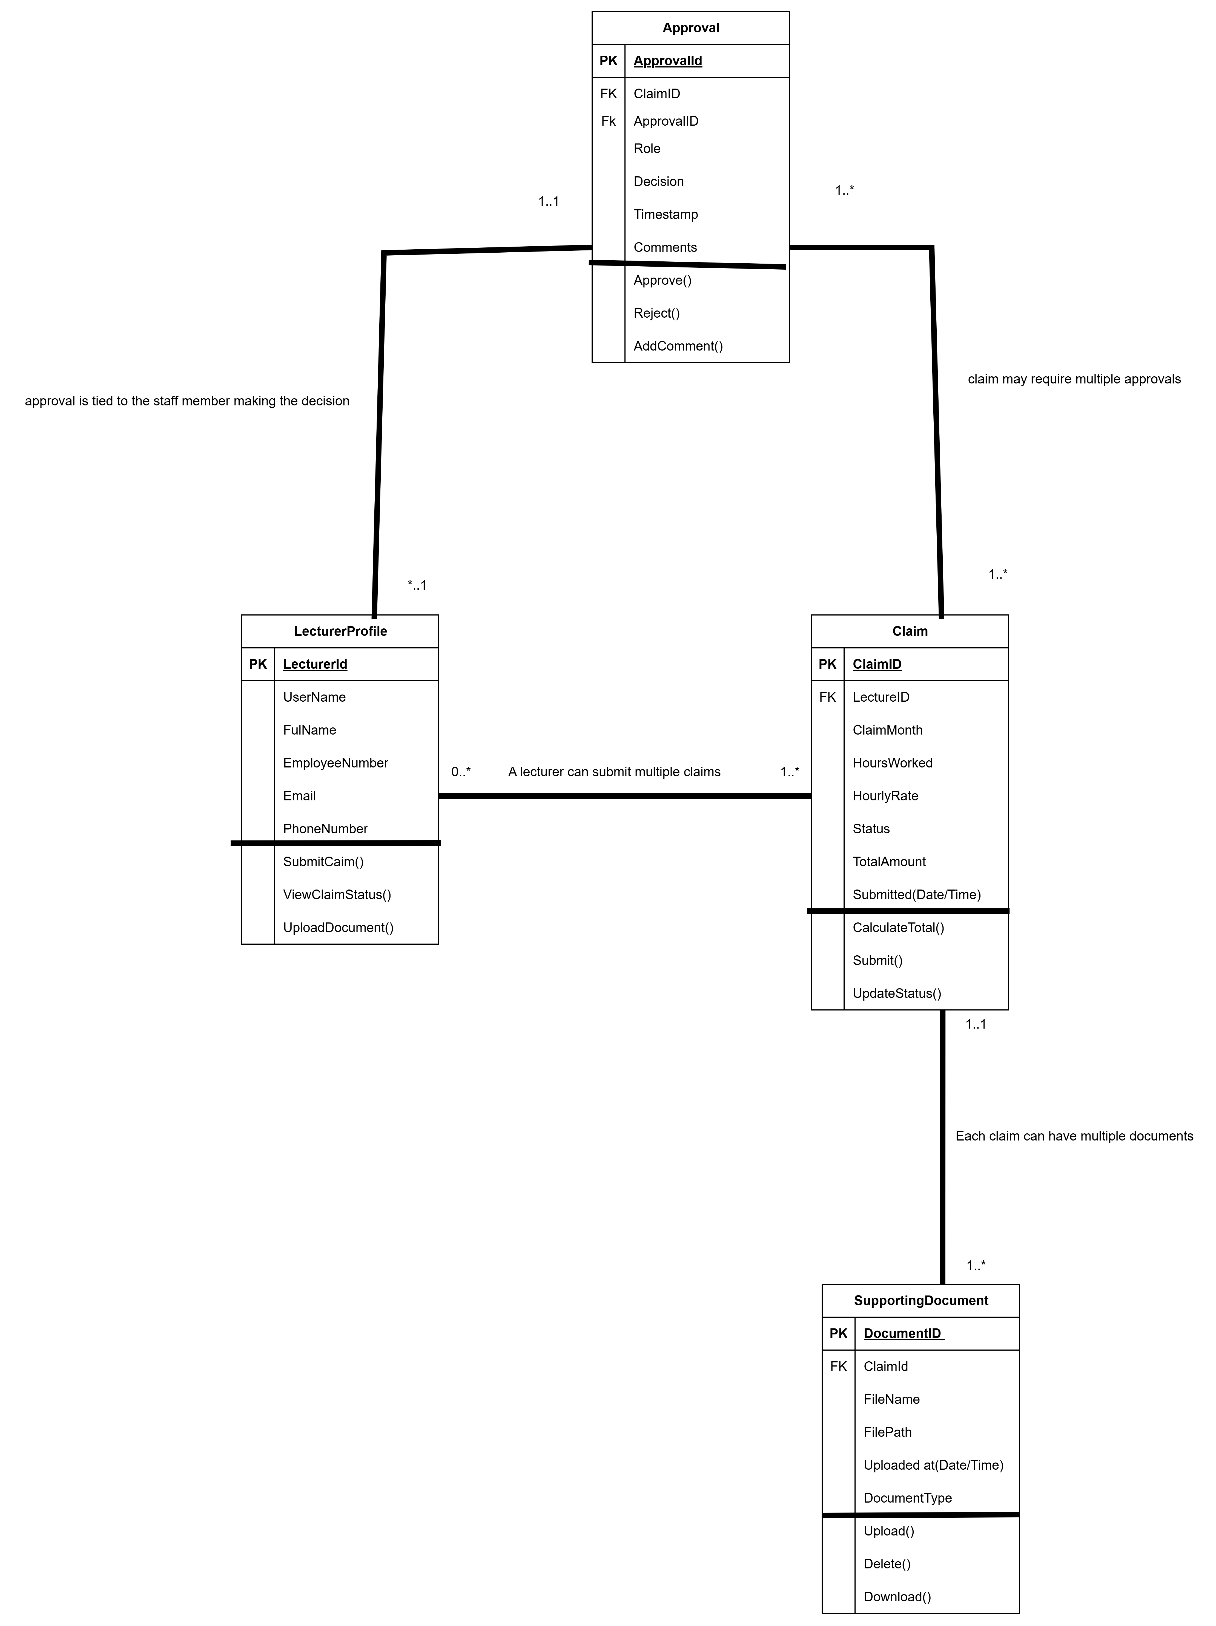 Approval
PK ApprovalId
FK ClaimID
Fk ApprovalID
Role
Decision
Timestamp
Comments
Approve()
Reject()
AddComment()
1..1
1..*
approval is tied to the staff member making the decision
claim may require multiple approvals
*..1
1..*
LecturerProfile
PK LecturerId
UserName
FulName
EmployeeNumber
Email
PhoneNumber
SubmitCaim()
ViewClaimStatus()
UploadDocument()
0..* A lecturer can submit multiple claims 1..*
Claim
PK ClaimID
FK LectureID
ClaimMonth
HoursWorked
HourlyRate
Status
TotalAmount
Submitted(Date/Time)
CalculateTotal()
Submit()
UpdateStatus()
1..1
Each claim can have multiple documents
1..*
SupportingDocument
PK DocumentID
FK ClaimId
FileName
FilePath
Uploaded at(Date/Time)
DocumentType
Upload()
Delete()
Download()